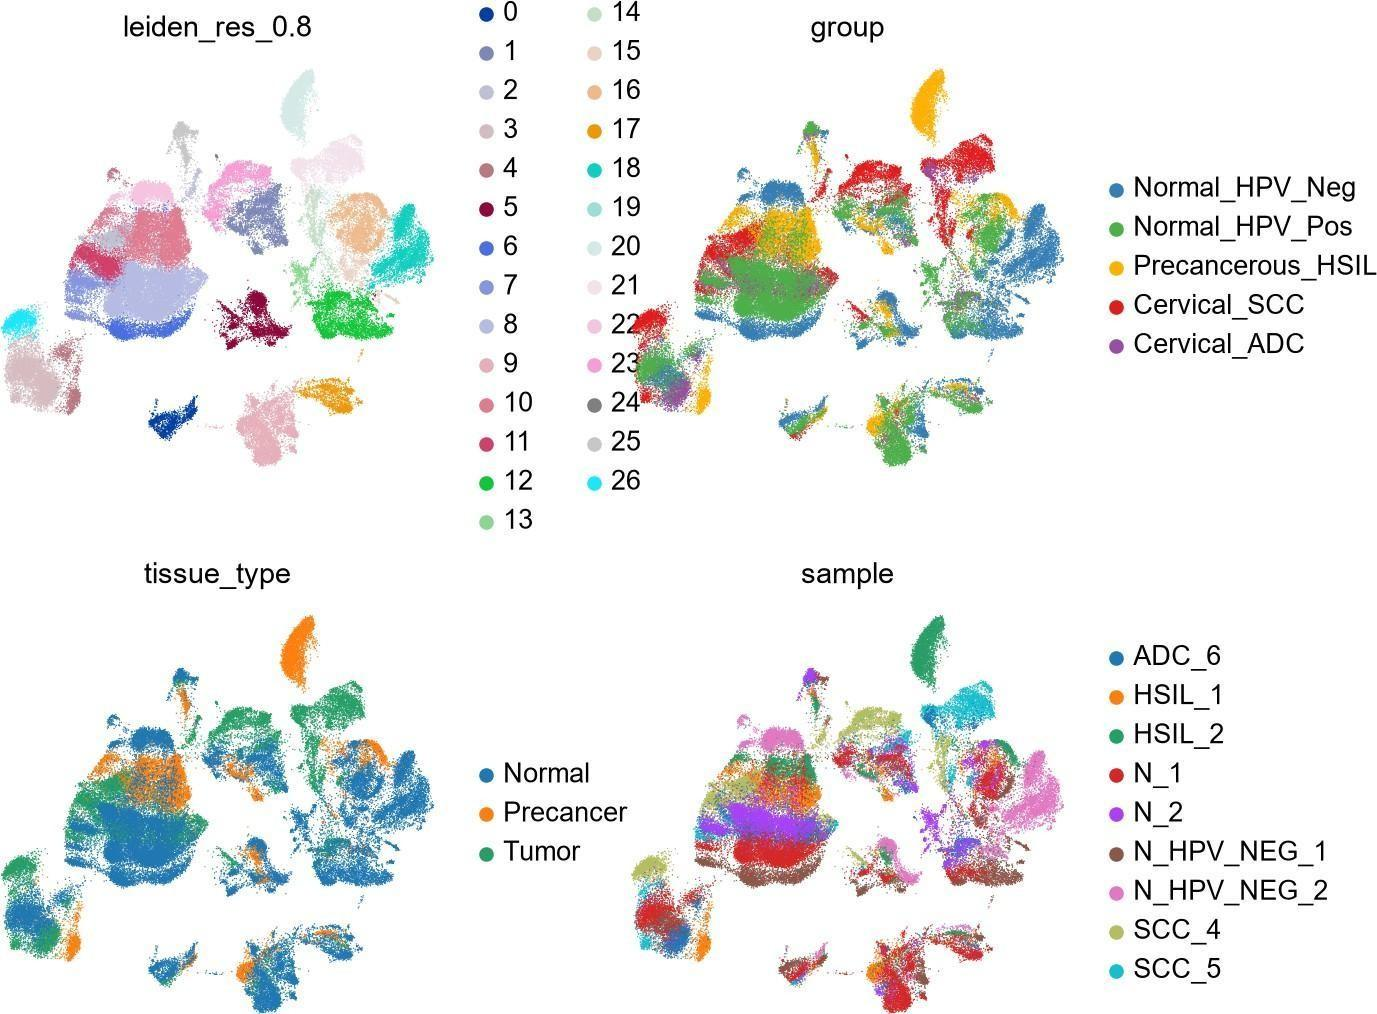 leiden_res_0.8
0
1
2
3
4
5
6
7
8
9
10
11
12
13
14
15
16
17
18
19
20
21
22
23
24
25
26
group
Normal_HPV_Neg
Normal_HPV_Pos
Precancerous_HSIL
Cervical_SCC
Cervical_ADC
tissue_type
Normal
Precancer
Tumor
sample
ADC_6
HSIL_1
HSIL_2
N_1
N_2
N_HPV_NEG_1
N_HPV_NEG_2
SCC_4
SCC_5